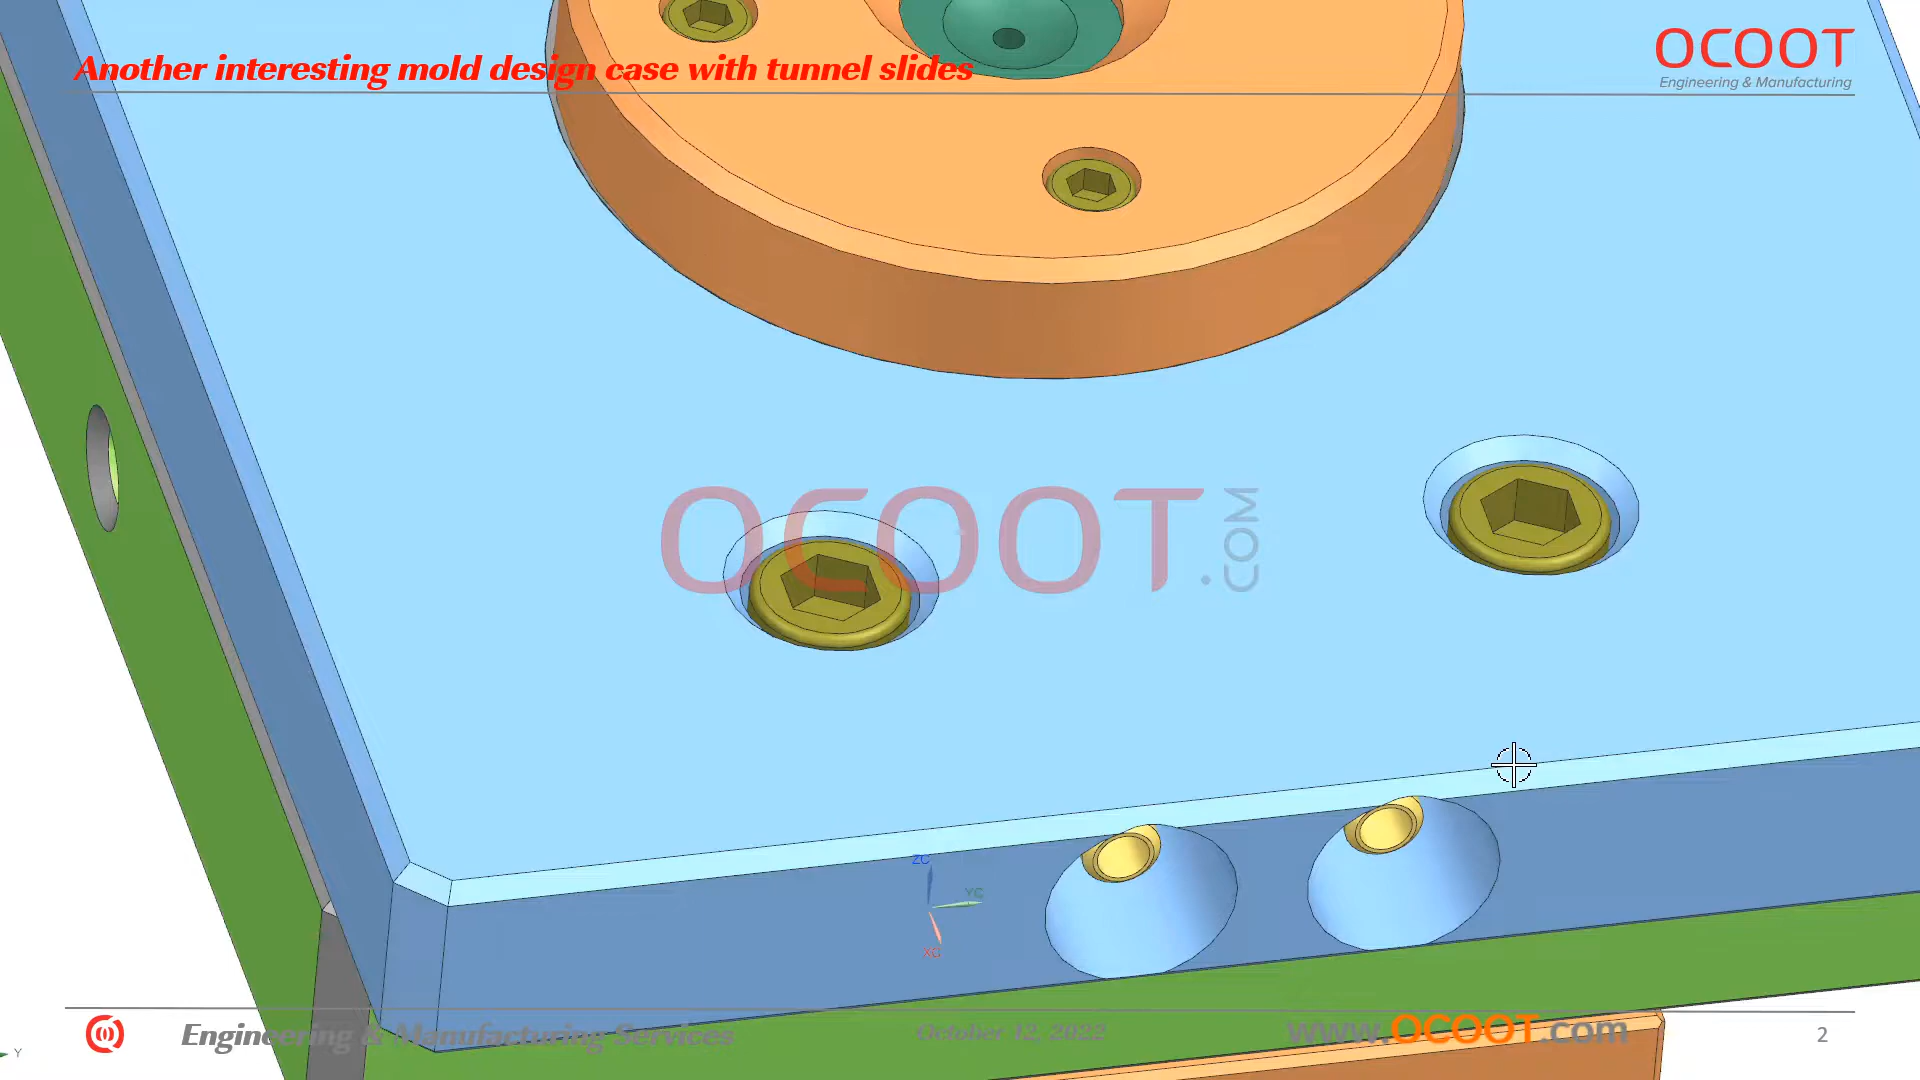 Another interesting mold design case with tunnel slides
OCOOT
Engineering & Manufacturing
OCOOT.COM
ZC
YC
XC
Y
Engineering & Manufacturing Services
October 12, 2022
www.OCOOT.com
2